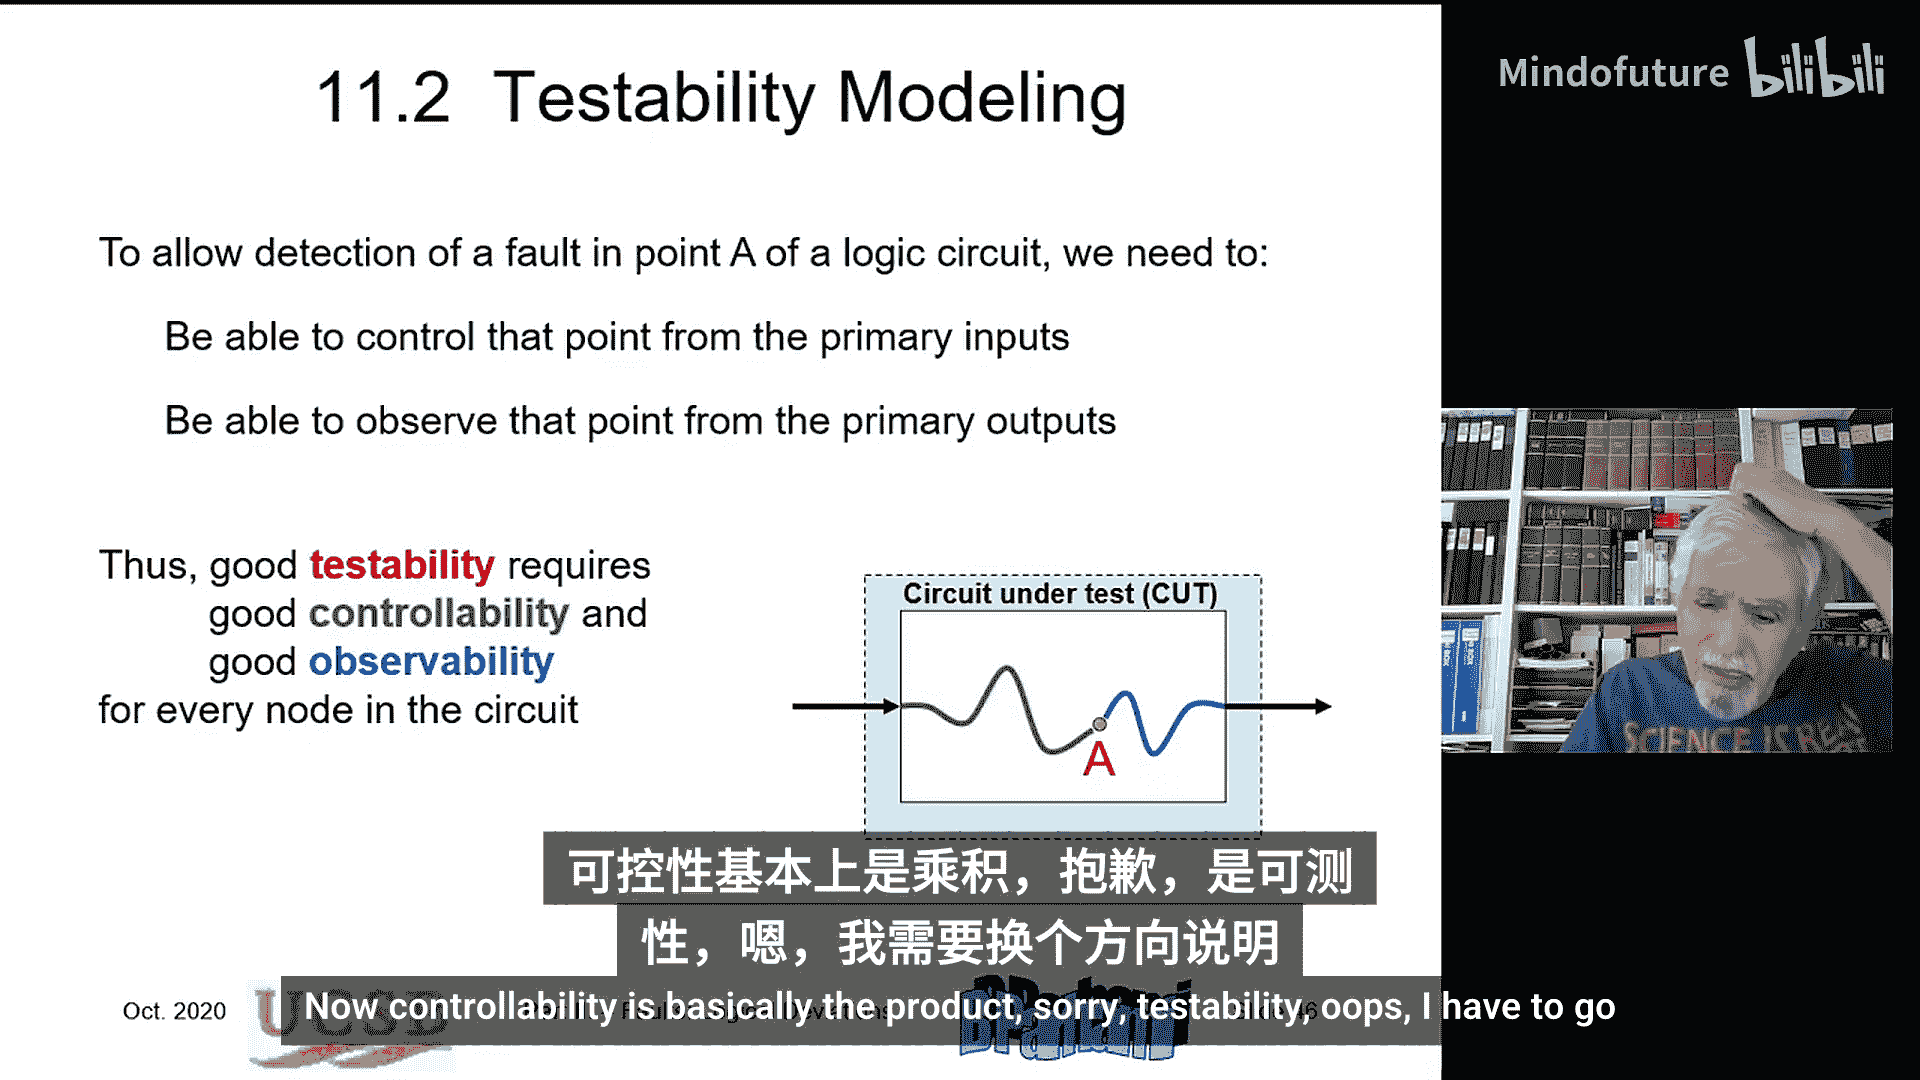 11.2 Testability Modeling
Mindofuture bilibili
To allow detection of a fault in point A of a logic circuit, we need to:
Be able to control that point from the primary inputs
Be able to observe that point from the primary outputs
Thus, good testability requires
good controllability and
good observability
for every node in the circuit
Circuit under test (CUT)
A
SCIENCE IS
可控性基本上是乘积，抱歉，是可测
性，嗯，我需要换个方向说明
Oct. 2020
UCSB
Now controllability is basically the product, sorry, testability, oops, I have to go